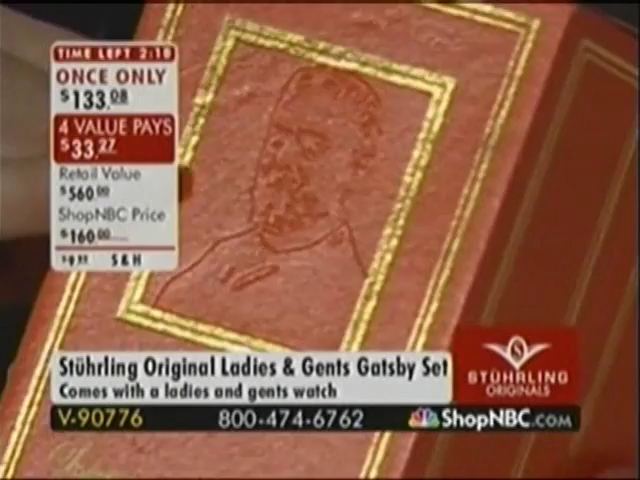 TIME LEFT 2:18
ONCE ONLY
$133.08
4 VALUE PAYS
$33.27
Retail Value
$560.00
ShopNBC Price
$160.00
S & H
Stührling Original Ladies & Gents Gatsby Set
Comes with a ladies and gents watch
S
STÜHRLING
ORIGINALS
V-90776
800-474-6762
ShopNBC.COM